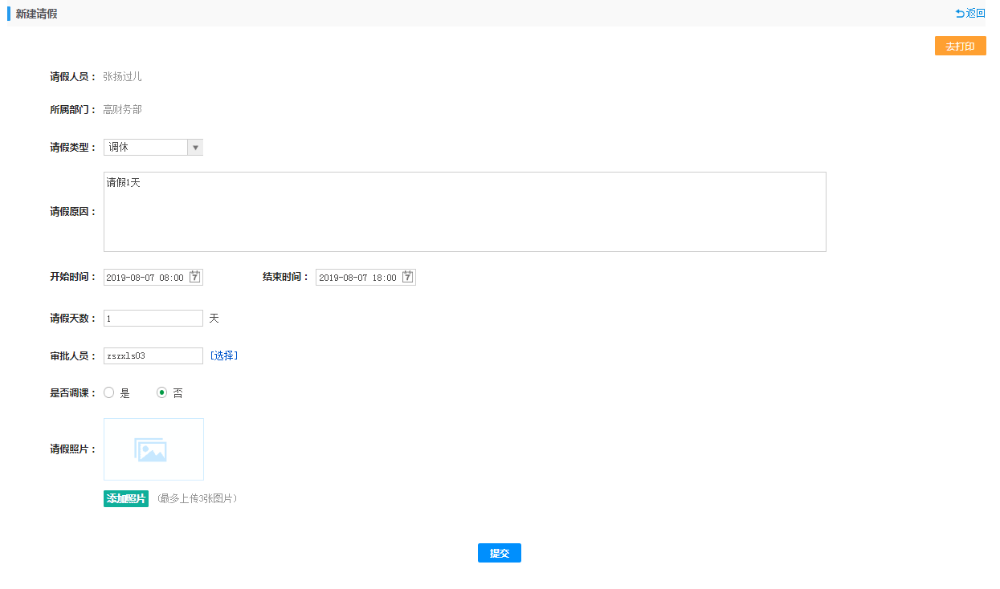 新建请假
返回
去打印
请假人员： 张扬过儿
所属部门： 高财务部
请假类型： 调休
请假原因： 请假1天
开始时间： 2019-08-07 08:00 结束时间： 2019-08-07 18:00
请假天数： 1 天
审批人员： zszxls03 [选择]
是否调课： 是 否
请假照片：
添加照片 (最多上传3张图片)
提交